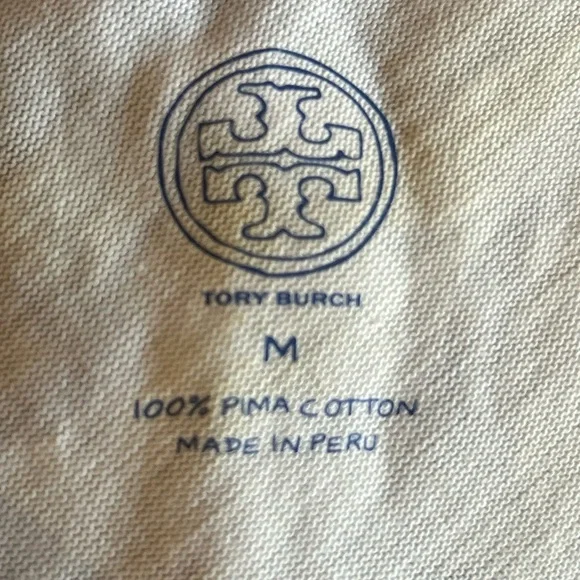 TORY BURCH
M
100% PIMA COTTON
MADE IN PERU